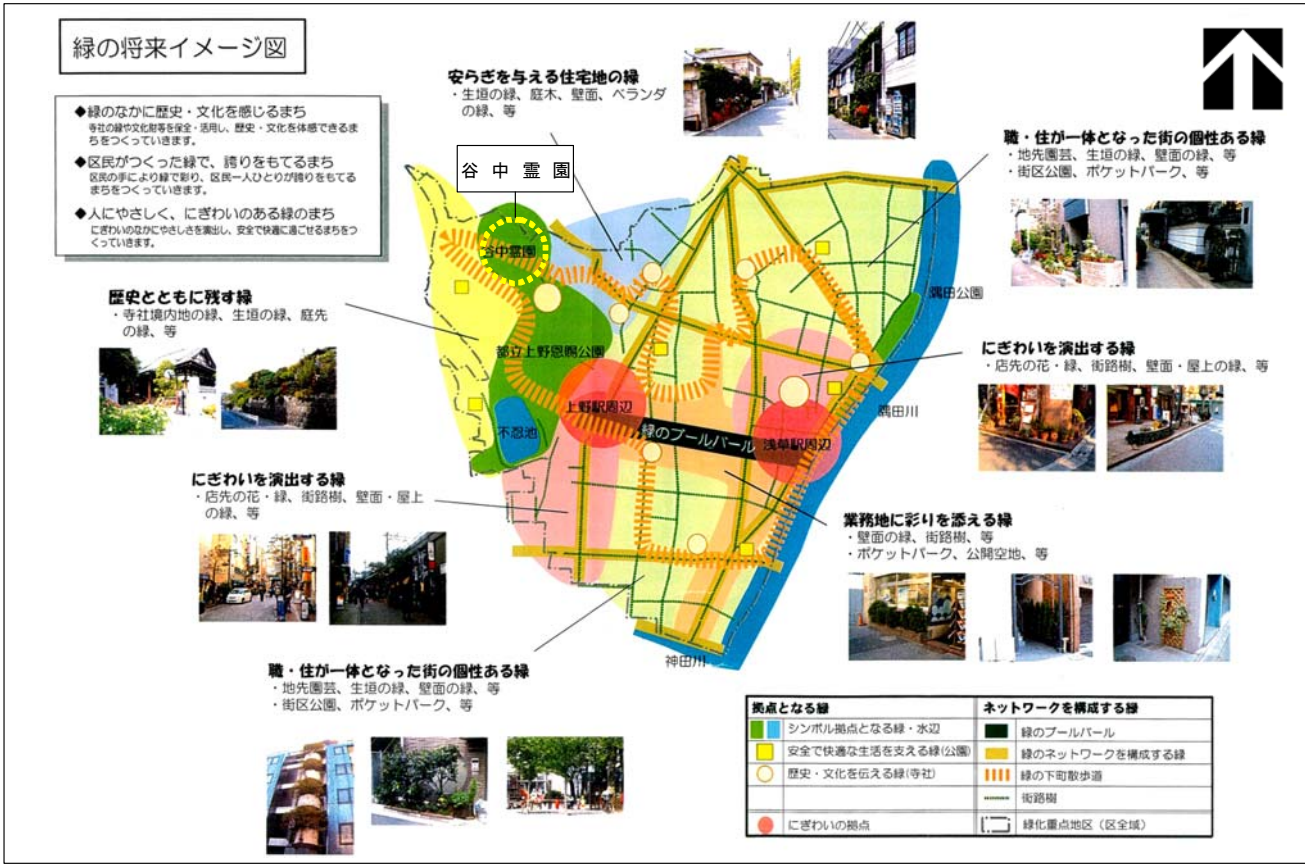 緑の将来イメージ図
◆緑のなかに歴史・文化を感じるまち
寺社の緑や文化財等を保全・活用し、歴史・文化を体感できるま
ちをつくっていきます。
◆区民がつくった緑で、誇りをもてるまち
区民の手により緑で彩り、区民一人ひとりが誇りをもてる
まちをつくっていきます。
◆人にやさしく、にぎわいのある緑のまち
にぎわいのなかにやさしさを演出し、安全で快適に過ごせるまちをつ
くっていきます。
安らぎを与える住宅地の緑
・生垣の緑、庭木、壁面、ベランダ
の緑、等
谷中霊園
職・住が一体となった街の個性ある緑
・地先園芸、生垣の緑、壁面の緑、等
・街区公園、ポケットパーク、等
谷中霊園
隅田公園
歴史とともに残す緑
・寺社境内地の緑、生垣の緑、庭先
の緑、等
都立上野恩賜公園
にぎわいを演出する緑
・店先の花・緑、街路樹、壁面・屋上の緑、等
上野駅周辺
不忍池
緑のブールバール
浅草駅周辺
隅田川
にぎわいを演出する緑
・店先の花・緑、街路樹、壁面・屋上
の緑、等
業務地に彩りを添える緑
・壁面の緑、街路樹、等
・ポケットパーク、公開空地、等
神田川
職・住が一体となった街の個性ある緑
・地先園芸、生垣の緑、壁面の緑、等
・街区公園、ポケットパーク、等
拠点となる緑
シンボル拠点となる緑・水辺
安全で快適な生活を支える緑(公園)
歴史・文化を伝える緑(寺社)
にぎわいの拠点
ネットワークを構成する緑
緑のブールバール
緑のネットワークを構成する緑
緑の下町散歩道
街路樹
緑化重点地区（区全域）